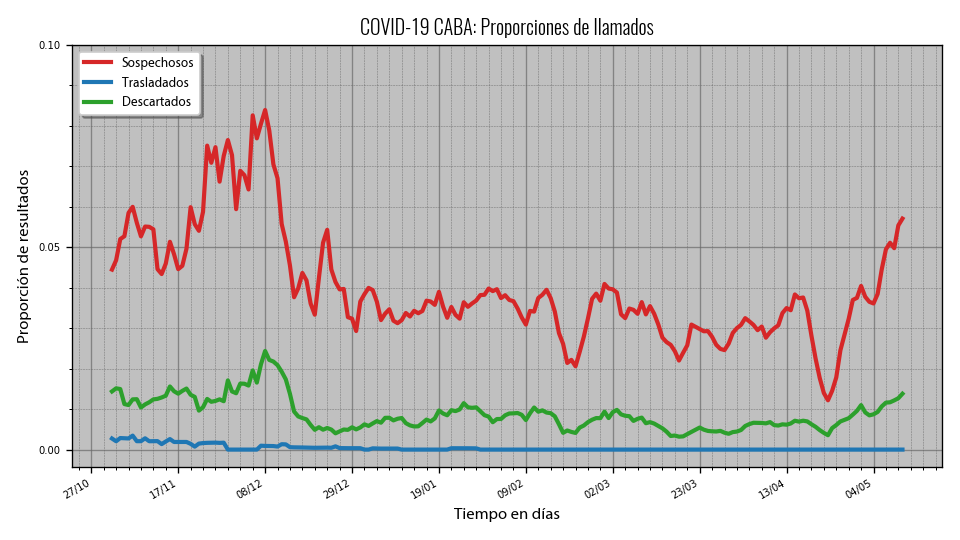 COVID-19 CABA: Proporciones de llamados
Sospechosos
Trasladados
Descartados
Proporción de resultados
0.10
0.05
0.00
27/10
17/11
08/12
29/12
19/01
09/02
02/03
23/03
13/04
04/05
Tiempo en días